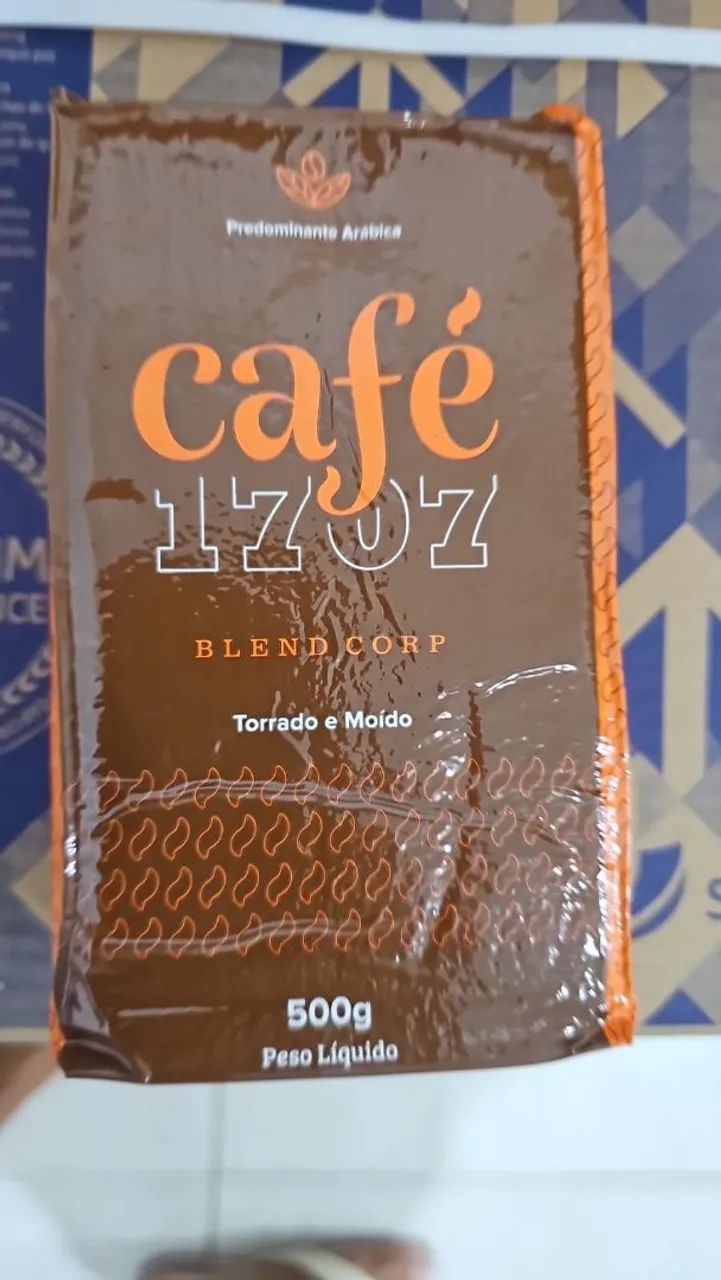 Predominante Arábica
café
1707
BLEND CORP
Torrado e Moído
500g
Peso Líquido